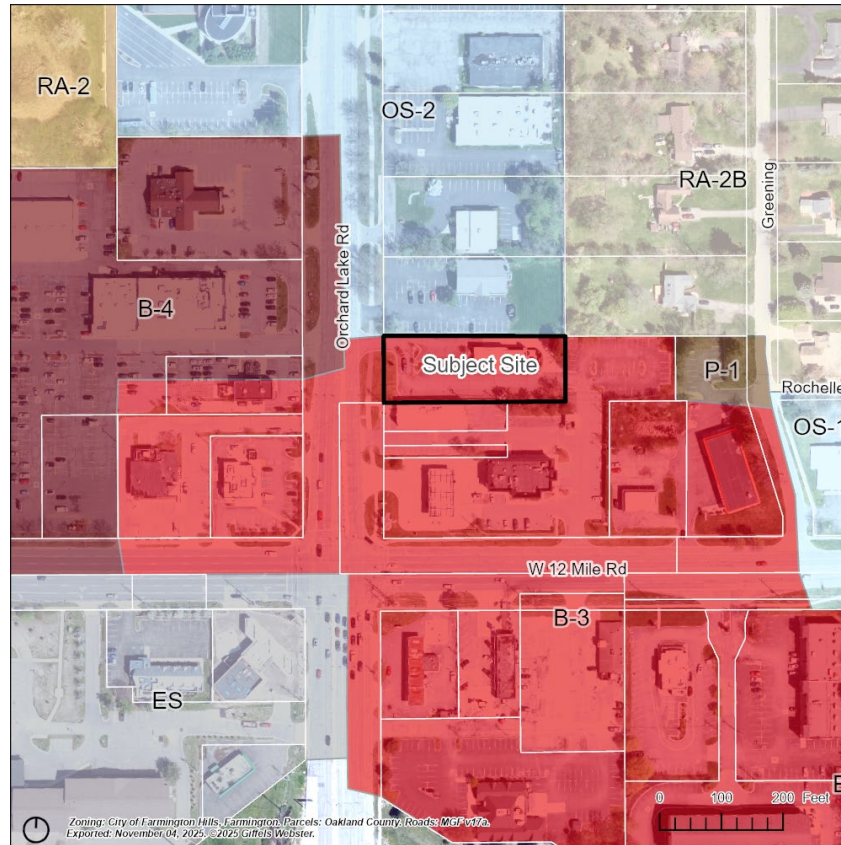 RA-2
OS-2
RA-2B
Greening
Orchard Lake Rd
B-4
Subject Site
P-1
Rochelle
OS-1
W 12 Mile Rd
B-3
ES
0 100 200 Feet
Zoning: City of Farmington Hills, Farmington. Parcels: Oakland County. Roads: MGF v17a.
Exported: November 04, 2025. ©2025 Giffels Webster.